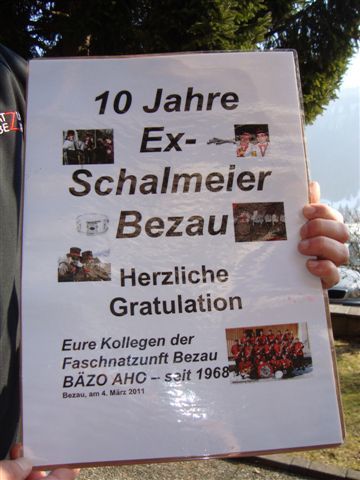 10 Jahre
Ex-
Schalmeier
Bezau
Herzliche
Gratulation
Eure Kollegen der
Faschnatzunft Bezau
BÄZO AHO – seit 1968
Bezau, am 4. März 2011